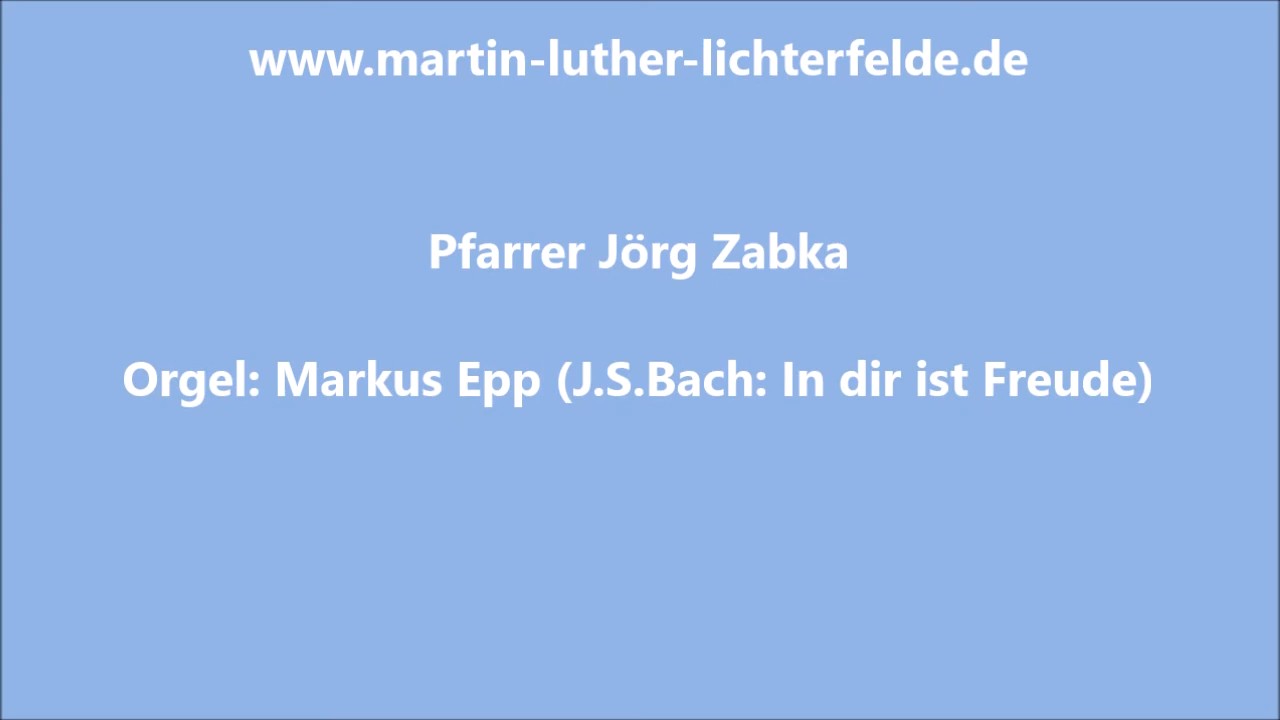 www.martin-luther-lichterfelde.de
Pfarrer Jörg Zabka
Orgel: Markus Epp (J.S.Bach: In dir ist Freude)